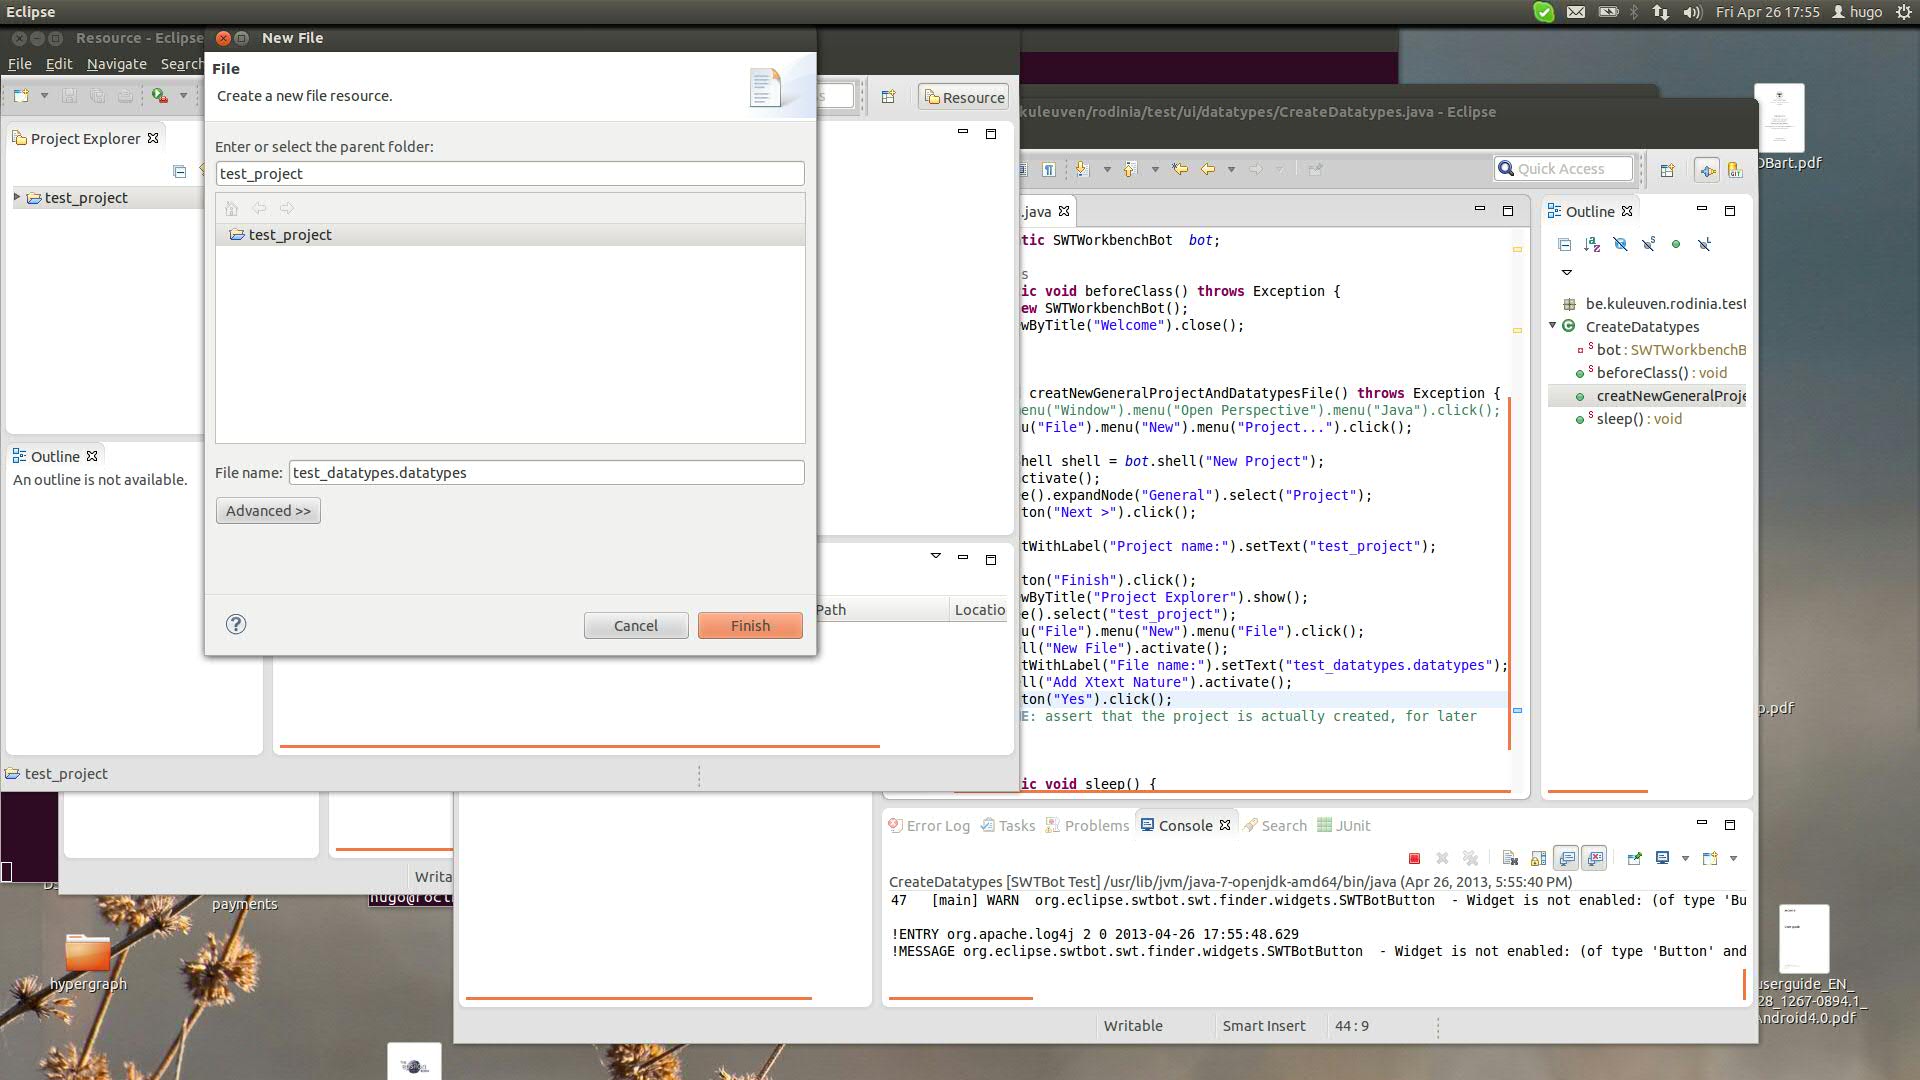 Eclipse
Fri Apr 26 17:55 hugo
Resource - Eclipse
New File
File Edit Navigate Search
File
Create a new file resource.
Resource
Project Explorer
test_project
Enter or select the parent folder:
test_project
test_project
Outline
An outline is not available.
File name: test_datatypes.datatypes
Advanced >>
Cancel
Finish
Path
Locatio
test_project
kuleuven/rodinia/test/ui/datatypes/CreateDatatypes.java - Eclipse
Quick Access
.java
tic SWTWorkbenchBot bot;
s
ic void beforeClass() throws Exception {
ew SWTWorkbenchBot();
wByTitle("Welcome").close();
creatNewGeneralProjectAndDatatypesFile() throws Exception {
enu("Window").menu("Open Perspective").menu("Java").click();
u("File").menu("New").menu("Project...").click();
hell shell = bot.shell("New Project");
ctivate();
e().expandNode("General").select("Project");
ton("Next >").click();
tWithLabel("Project name:").setText("test_project");
ton("Finish").click();
wByTitle("Project Explorer").show();
e().select("test_project");
u("File").menu("New").menu("File").click();
ll("New File").activate();
tWithLabel("File name:").setText("test_datatypes.datatypes");
ll("Add Xtext Nature").activate();
ton("Yes").click();
E: assert that the project is actually created, for later
ic void sleep() {
Outline
be.kuleuven.rodinia.test
CreateDatatypes
bot : SWTWorkbenchB
beforeClass() : void
creatNewGeneralProje
sleep() : void
Error Log Tasks Problems Console Search JUnit
CreateDatatypes [SWTBot Test] /usr/lib/jvm/java-7-openjdk-amd64/bin/java (Apr 26, 2013, 5:55:40 PM)
47 [main] WARN org.eclipse.swtbot.swt.finder.widgets.SWTBotButton - Widget is not enabled: (of type 'Bu
!ENTRY org.apache.log4j 2 0 2013-04-26 17:55:48.629
!MESSAGE org.eclipse.swtbot.swt.finder.widgets.SWTBotButton - Widget is not enabled: (of type 'Button' and
Writable
Smart Insert
44 : 9
Writa
payments
hugo@roct
hypergraph
OBart.pdf
p.pdf
userguide_EN_
28_1267-0894.1_
Android4.0.pdf